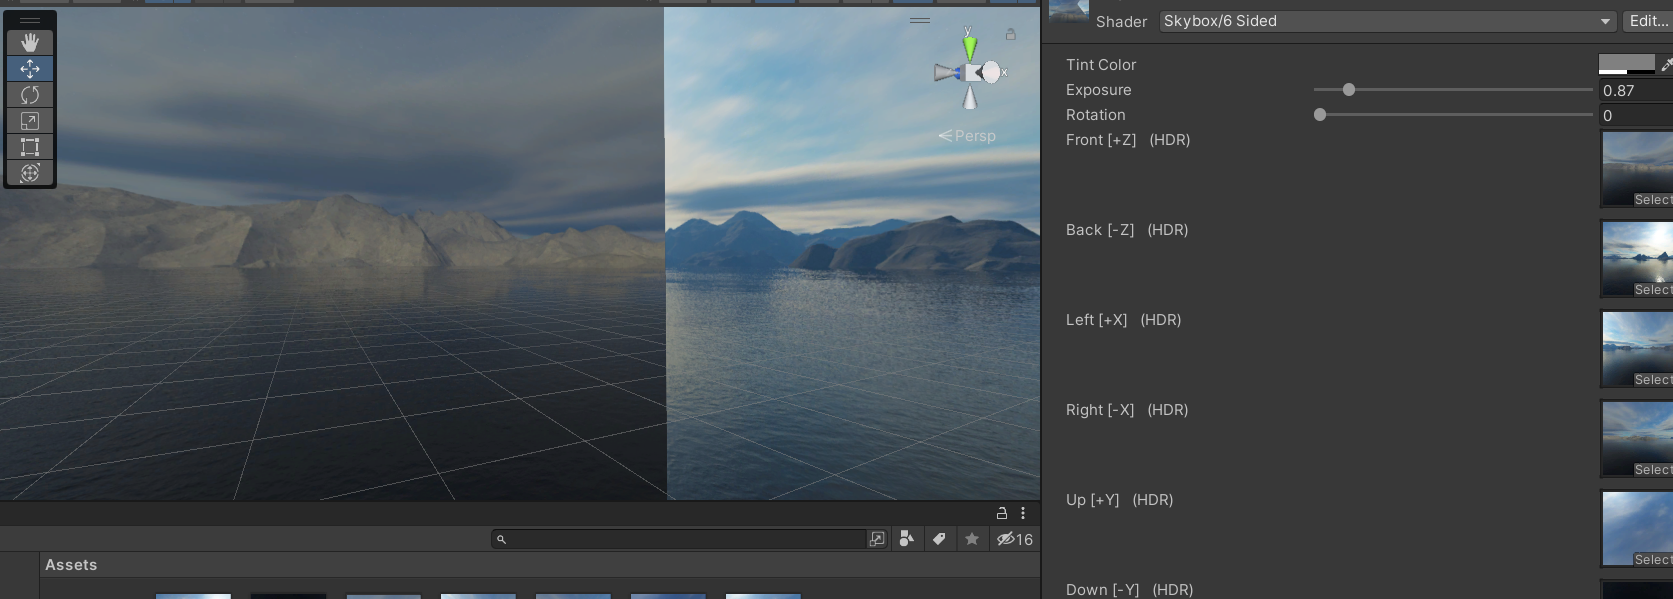 Shader Skybox/6 Sided Edit...
y
x
Persp
Tint Color
Exposure 0.87
Rotation 0
Front [+Z] (HDR)
Select
Back [-Z] (HDR)
Select
Left [+X] (HDR)
Select
Right [-X] (HDR)
Select
Up [+Y] (HDR)
Select
Down [-Y] (HDR)
16
Assets